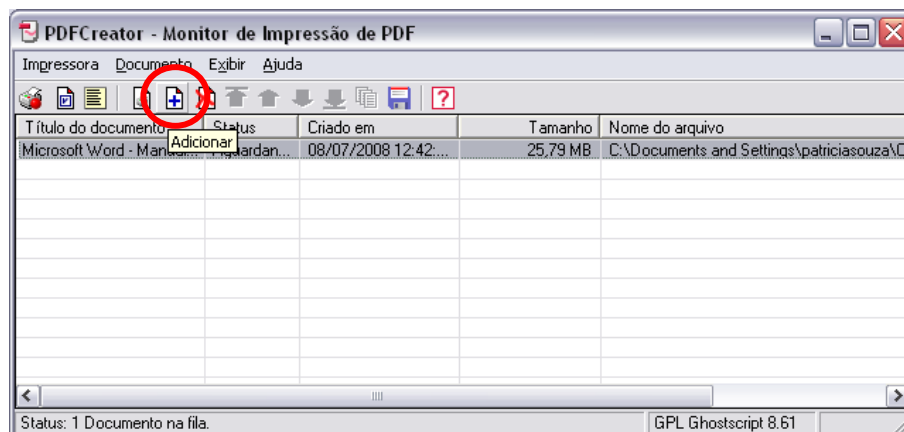 PDFCreator - Monitor de Impressão de PDF
Impressora Documento Exibir Ajuda
Título do documento Status Criado em Tamanho Nome do arquivo
Adicionar
Microsoft Word - Manual... 08/07/2008 12:42:... 25,79 MB C:\Documents and Settings\patriciasouza\C
Status: 1 Documento na fila. GPL Ghostscript 8.61